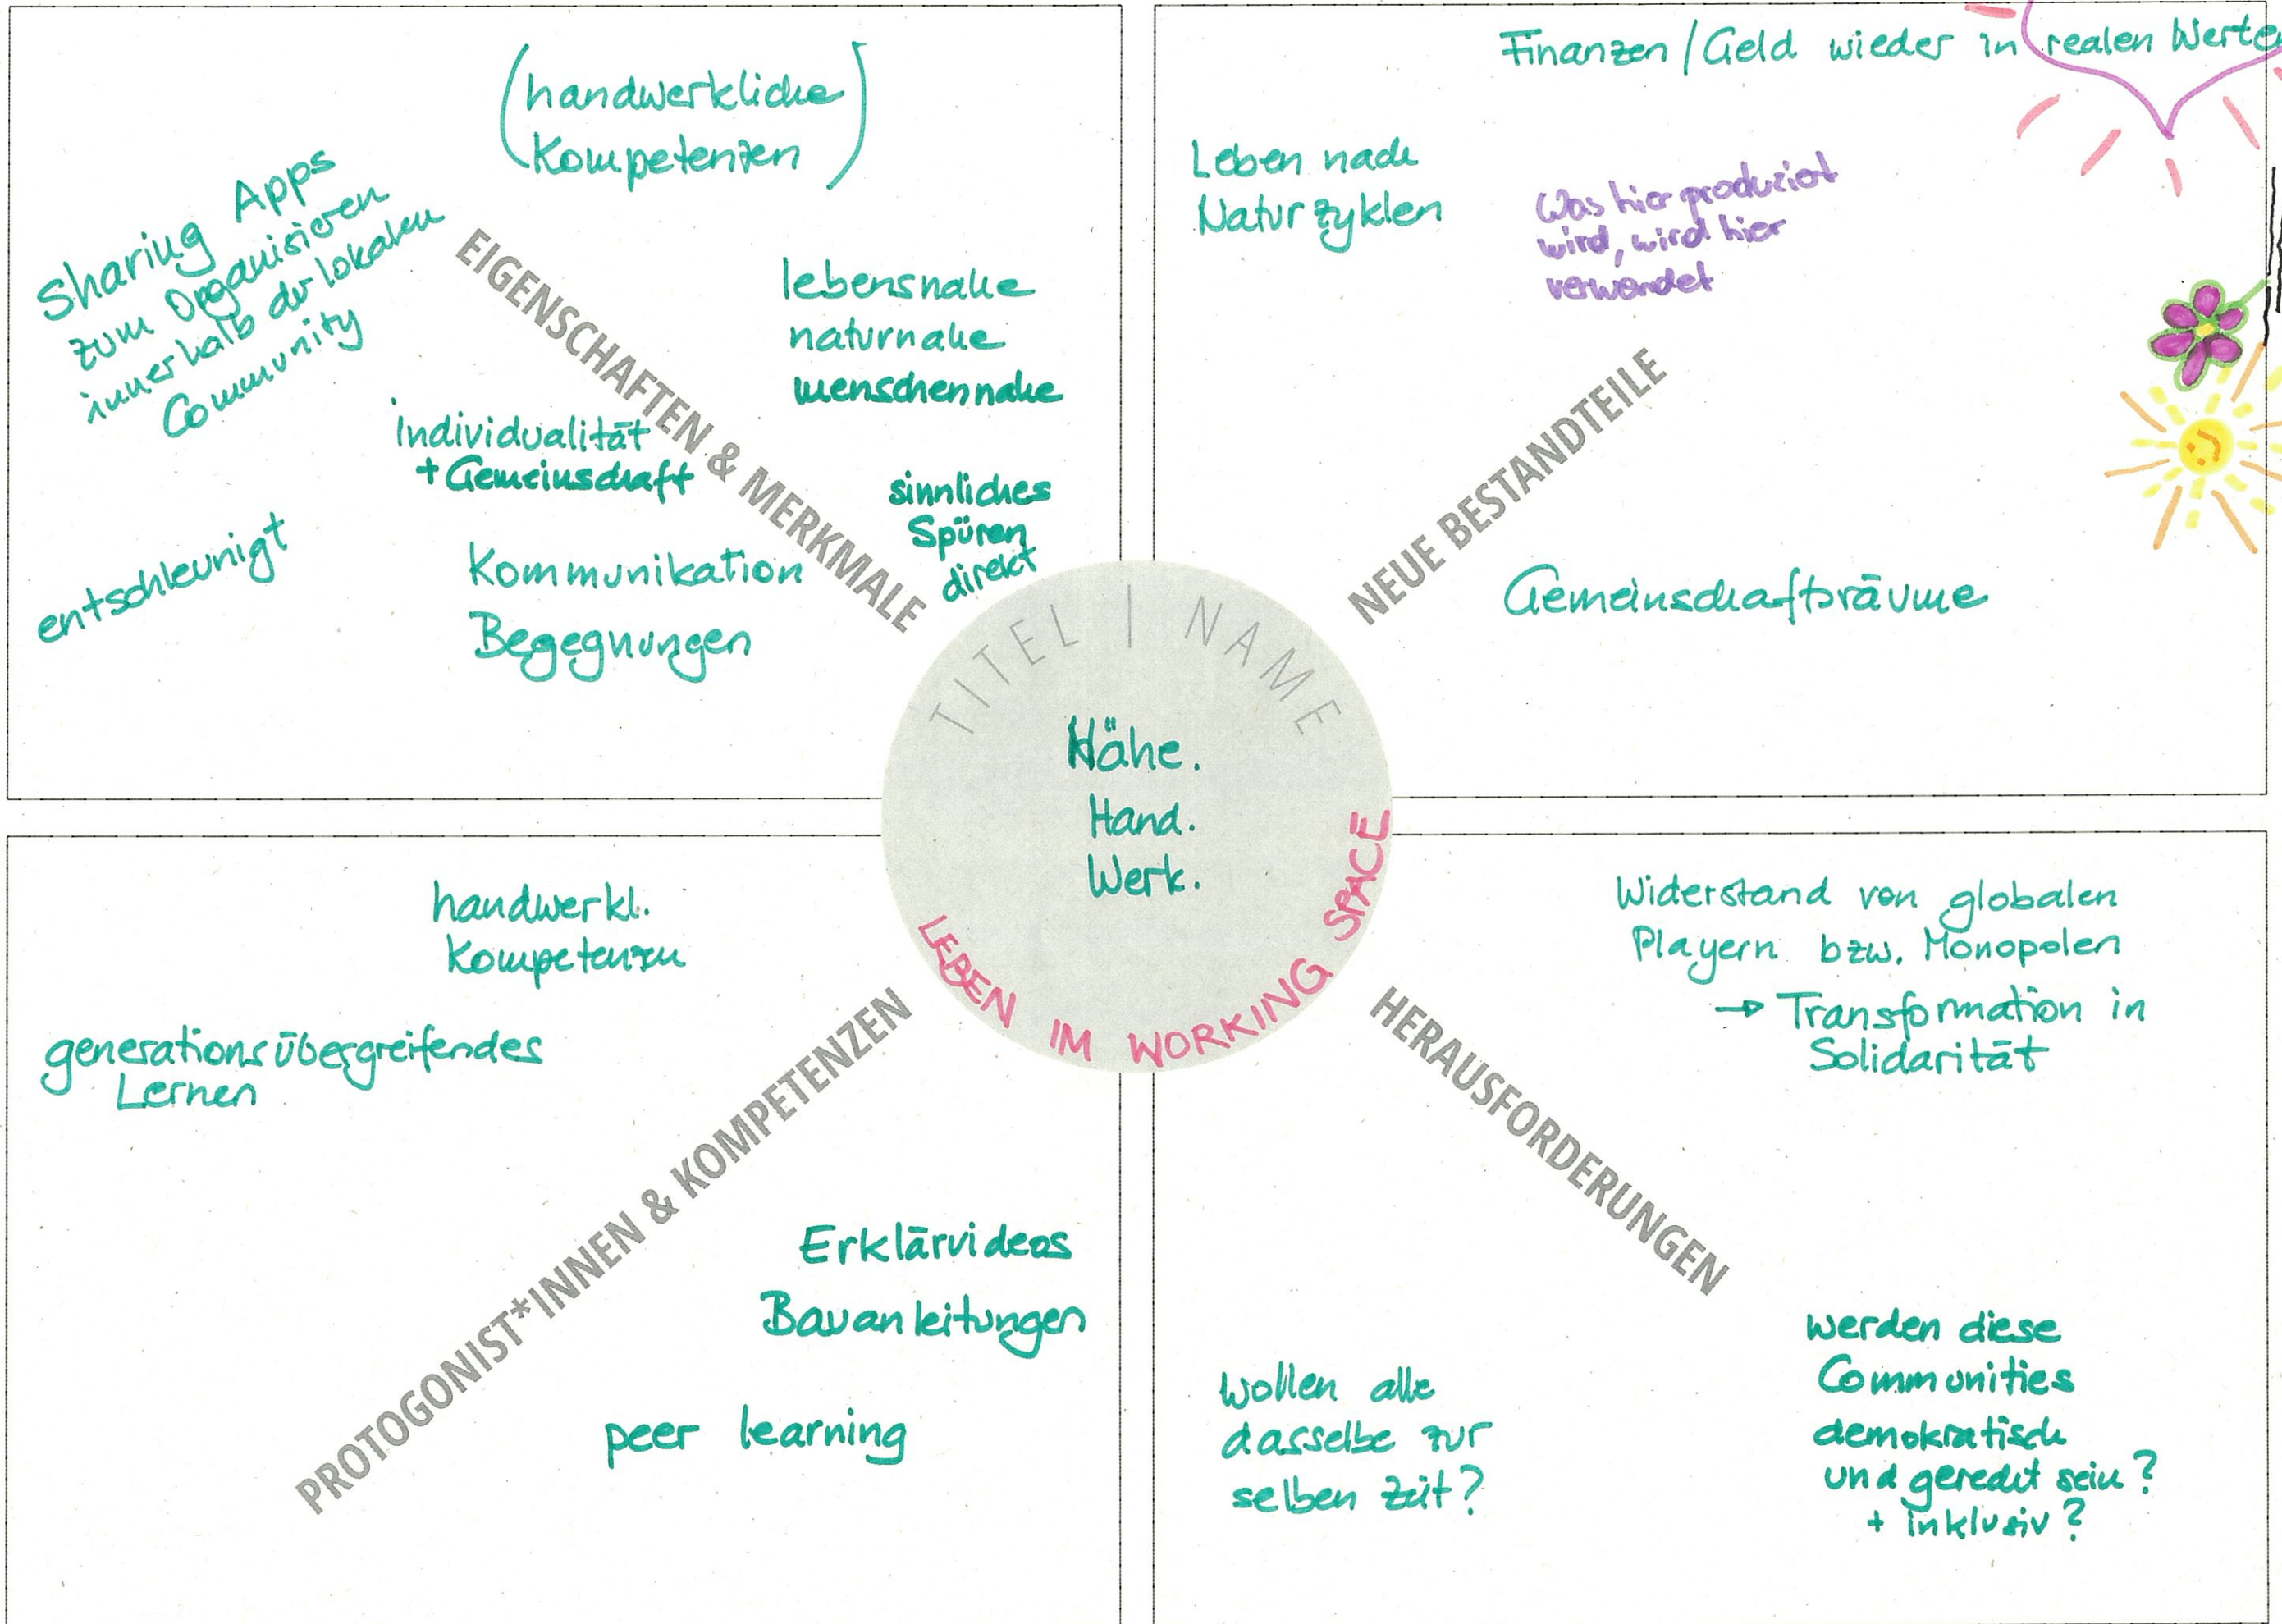 (handwerkliche
Kompetenzen)
Sharing Apps
zum Organisieren
innerhalb der lokalen
Community
EIGENSCHAFTEN & MERKMALE
lebensnahe
naturnahe
menschennahe
Individualität
+ Gemeinschaft
sinnliches
Spüren
direkt
entschleunigt
Kommunikation
Begegnungen
Finanzen / Geld wieder in realen Werten
Leben nach
Naturzyklen
Was hier produziert
wird, wird hier
verwendet
NEUE BESTANDTEILE
Gemeinschaftsräume
TITEL | NAME
Nähe.
Hand.
Werk.
LEBEN IM WORKING SPACE
handwerkl.
Kompetenzen
generationsübergreifendes
Lernen
PROTOGONIST*INNEN & KOMPETENZEN
Erklärvideos
Bauanleitungen
peer learning
Widerstand von globalen
Playern bzw. Monopolen
→ Transformation in
Solidarität
HERAUSFORDERUNGEN
Wollen alle
dasselbe zur
selben Zeit?
werden diese
Communities
demokratisch
und gerecht sein?
+ inklusiv?